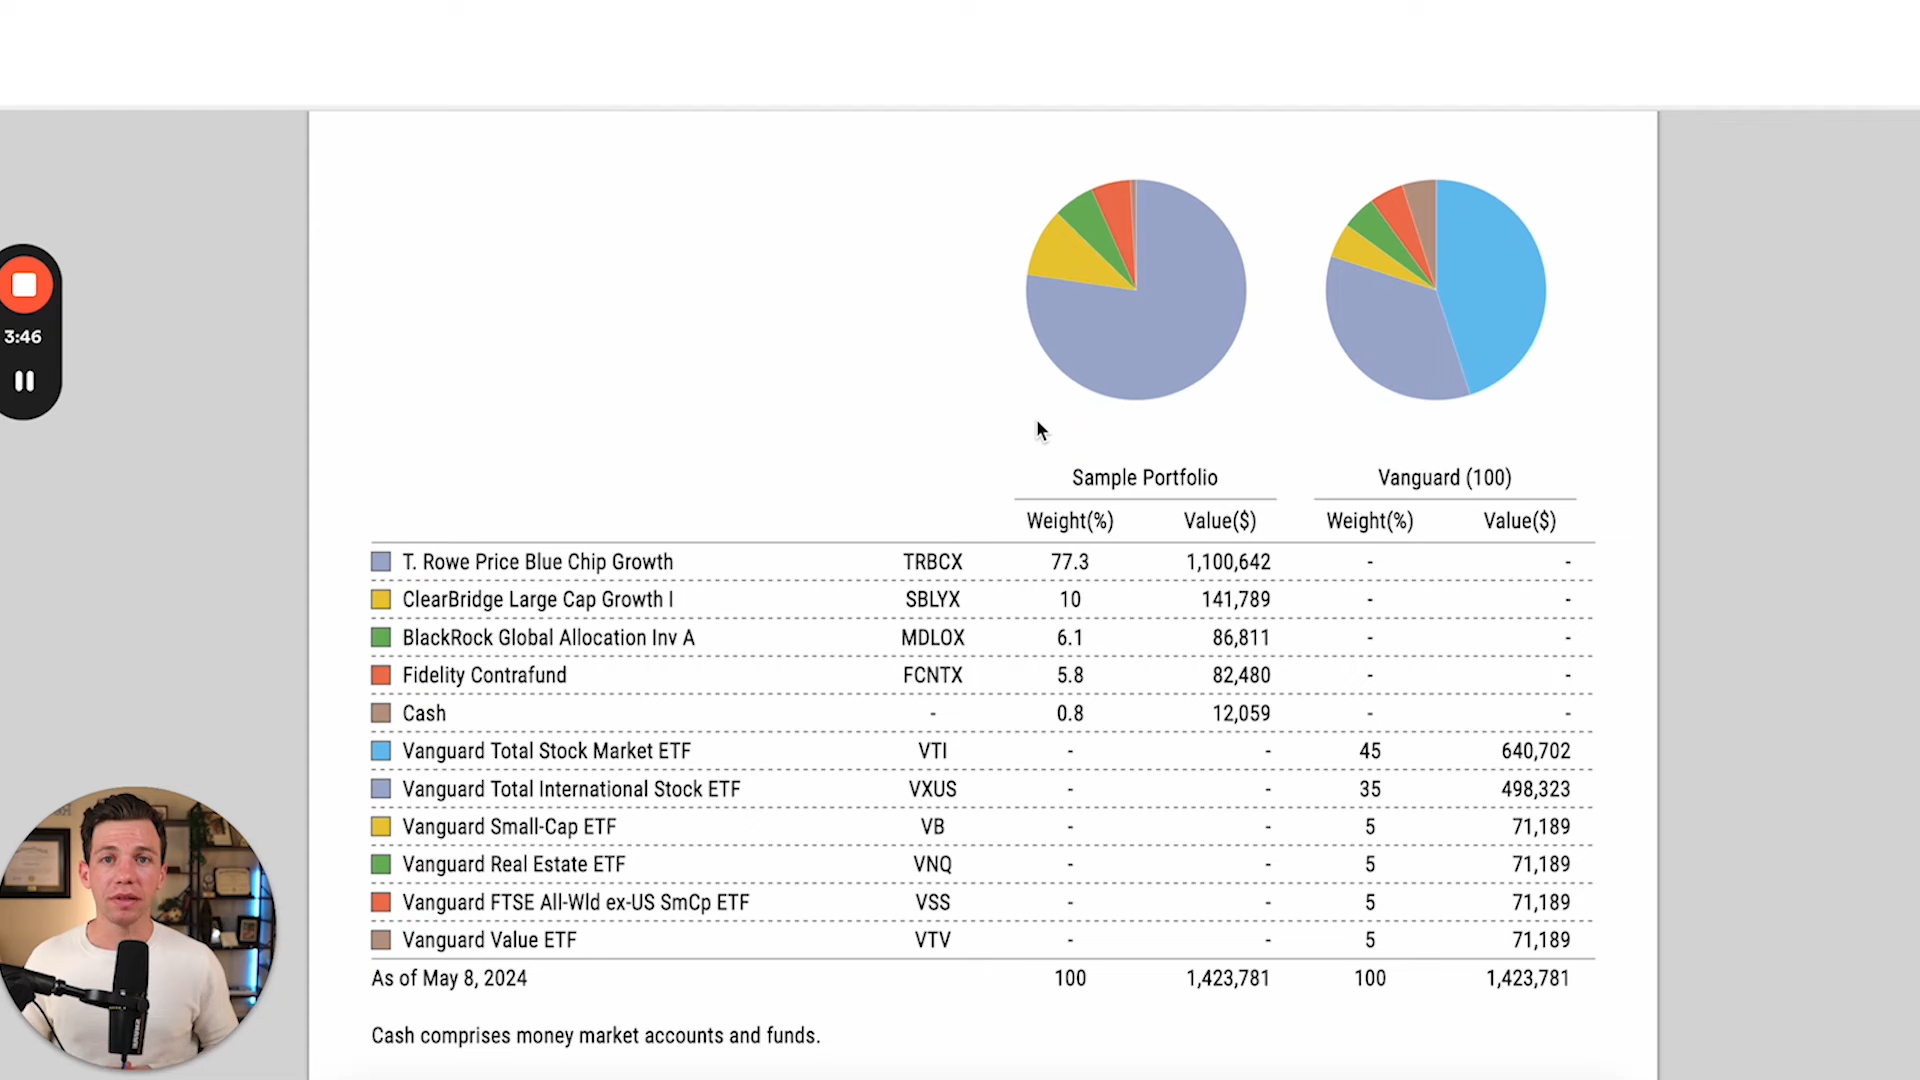 3:46
Sample Portfolio Vanguard (100)
Weight(%) Value($) Weight(%) Value($)
T. Rowe Price Blue Chip Growth TRBCX 77.3 1,100,642 - -
ClearBridge Large Cap Growth I SBLYX 10 141,789 - -
BlackRock Global Allocation Inv A MDLOX 6.1 86,811 - -
Fidelity Contrafund FCNTX 5.8 82,480 - -
Cash - 0.8 12,059 - -
Vanguard Total Stock Market ETF VTI - - 45 640,702
Vanguard Total International Stock ETF VXUS - - 35 498,323
Vanguard Small-Cap ETF VB - - 5 71,189
Vanguard Real Estate ETF VNQ - - 5 71,189
Vanguard FTSE All-Wld ex-US SmCp ETF VSS - - 5 71,189
Vanguard Value ETF VTV - - 5 71,189
As of May 8, 2024 100 1,423,781 100 1,423,781
Cash comprises money market accounts and funds.